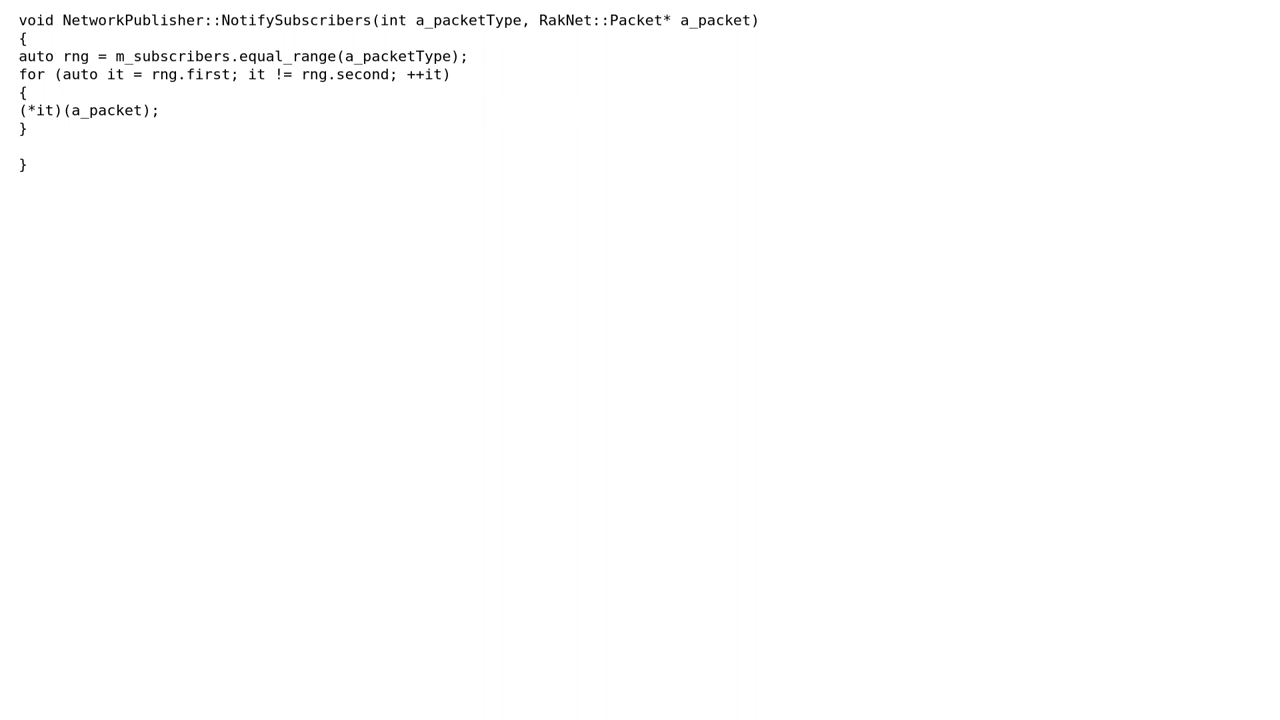 void NetworkPublisher::NotifySubscribers(int a_packetType, RakNet::Packet* a_packet)
{
auto rng = m_subscribers.equal_range(a_packetType);
for (auto it = rng.first; it != rng.second; ++it)
{
(*it)(a_packet);
}
}